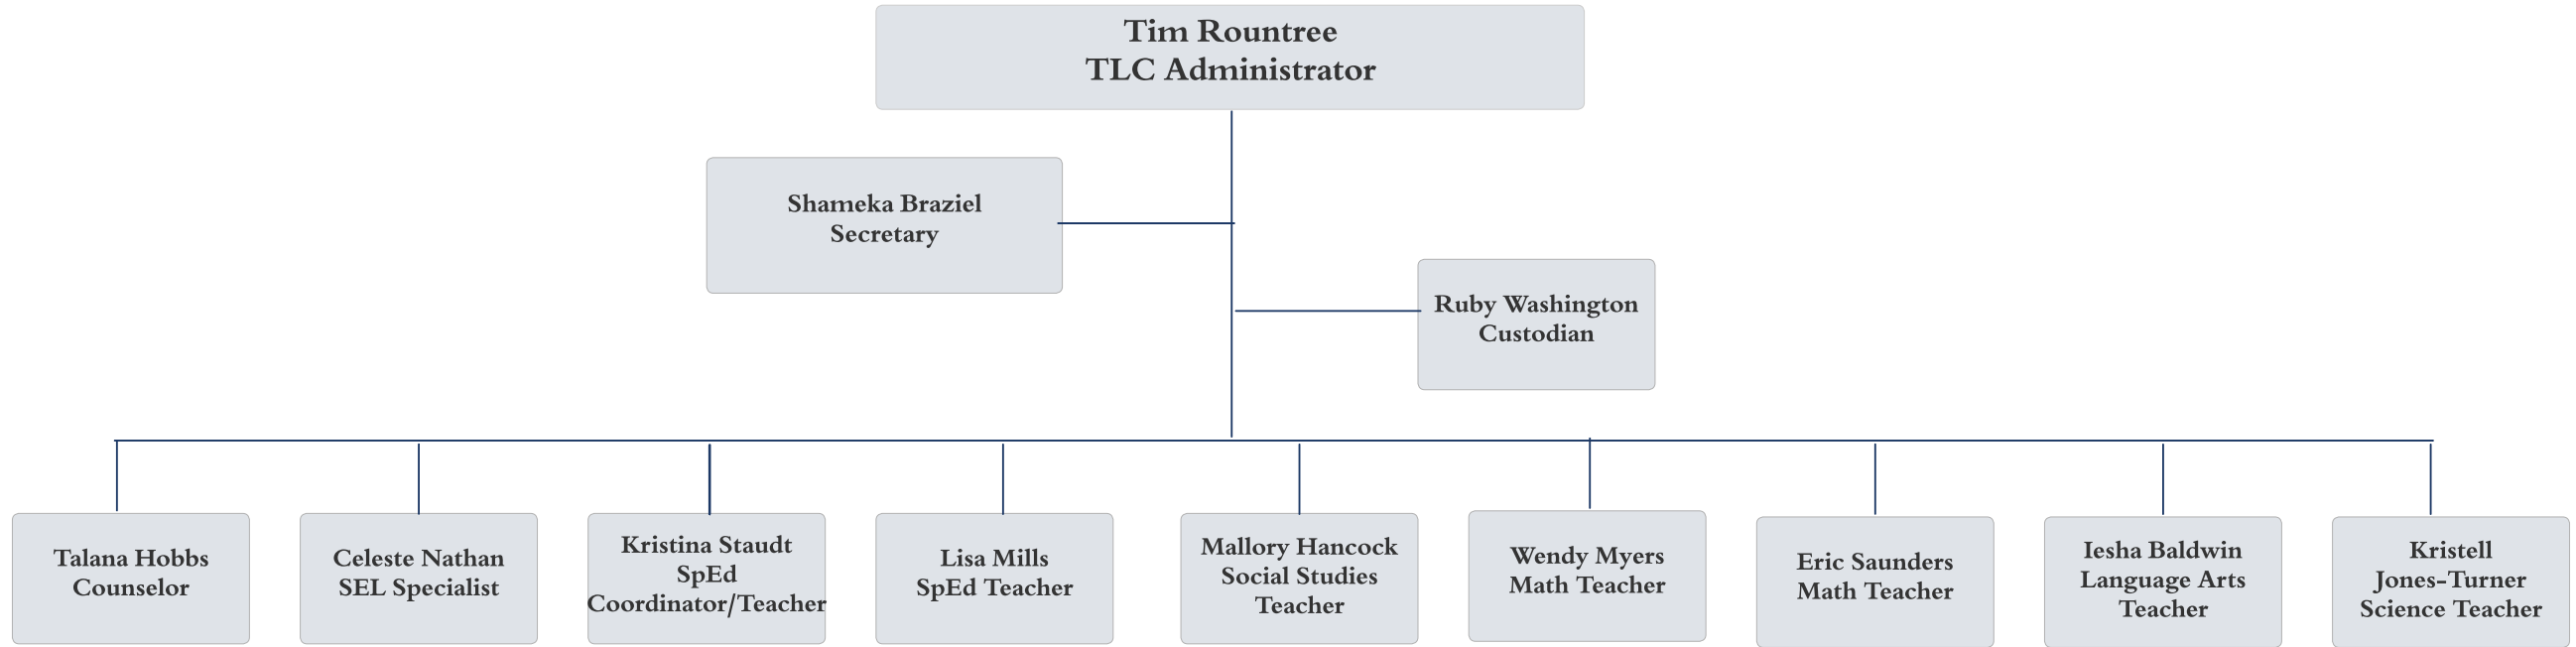 Tim Rountree
TLC Administrator
Shameka Braziel
Secretary
Ruby Washington
Custodian
Talana Hobbs
Counselor
Celeste Nathan
SEL Specialist
Kristina Staudt
SpEd
Coordinator/Teacher
Lisa Mills
SpEd Teacher
Mallory Hancock
Social Studies
Teacher
Wendy Myers
Math Teacher
Eric Saunders
Math Teacher
Iesha Baldwin
Language Arts
Teacher
Kristell
Jones-Turner
Science Teacher